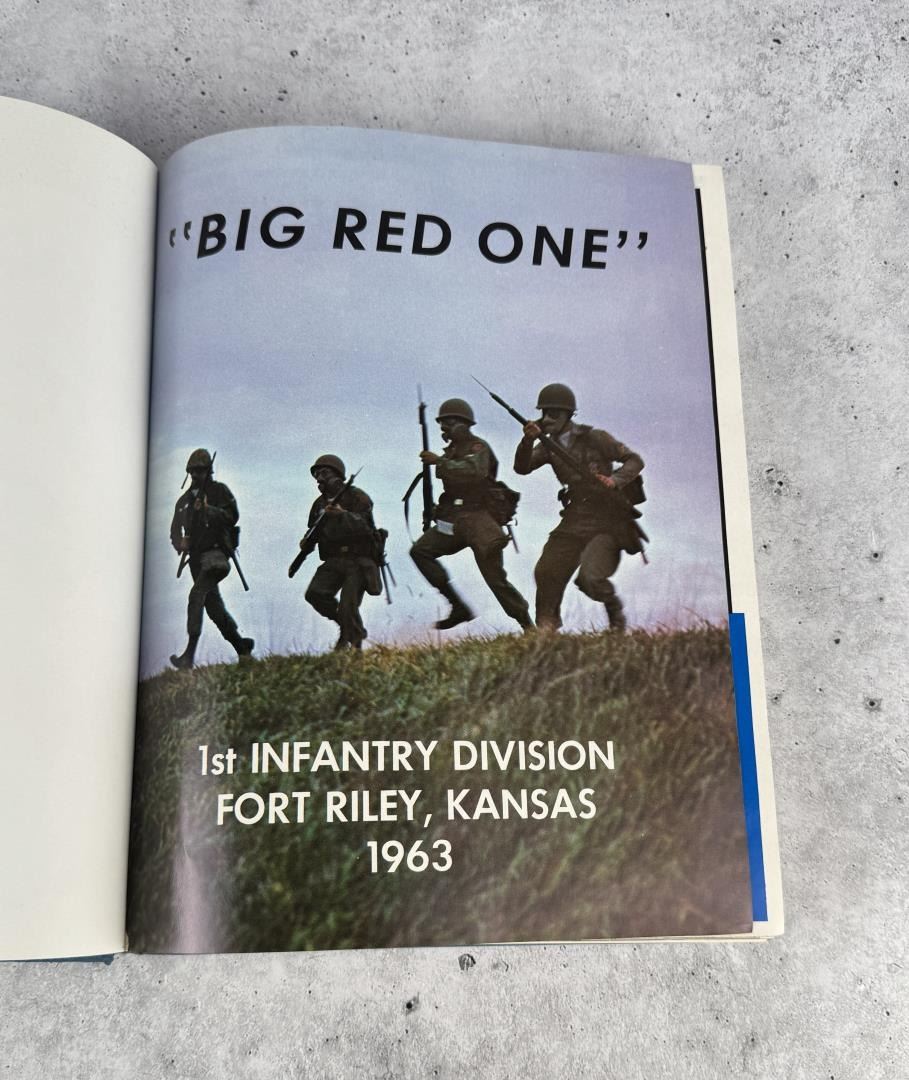 “BIG RED ONE”
1st INFANTRY DIVISION
FORT RILEY, KANSAS
1963